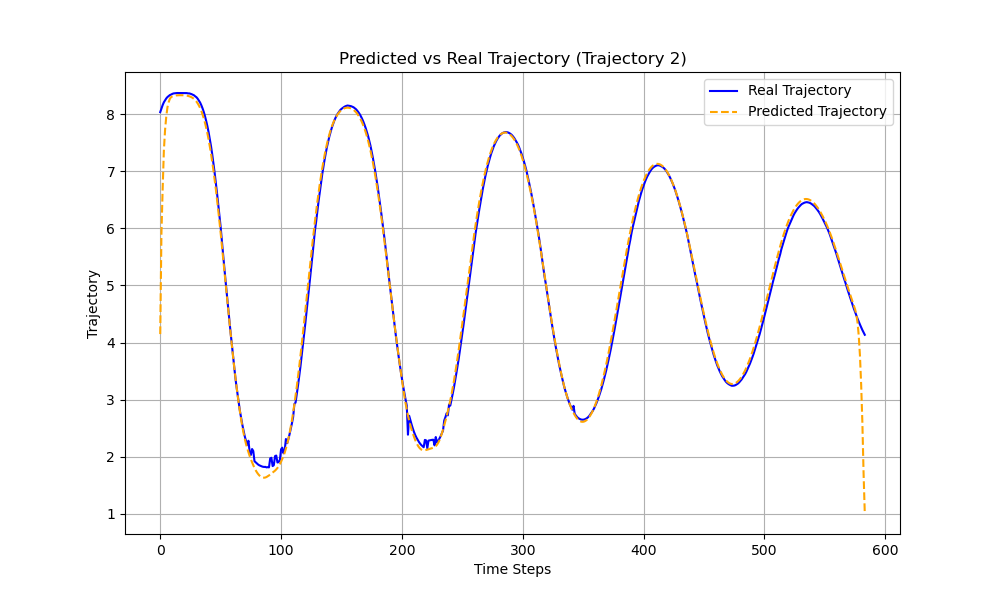 Predicted vs Real Trajectory (Trajectory 2)
Real Trajectory
Predicted Trajectory
Trajectory
8
7
6
5
4
3
2
1
0 100 200 300 400 500 600
Time Steps